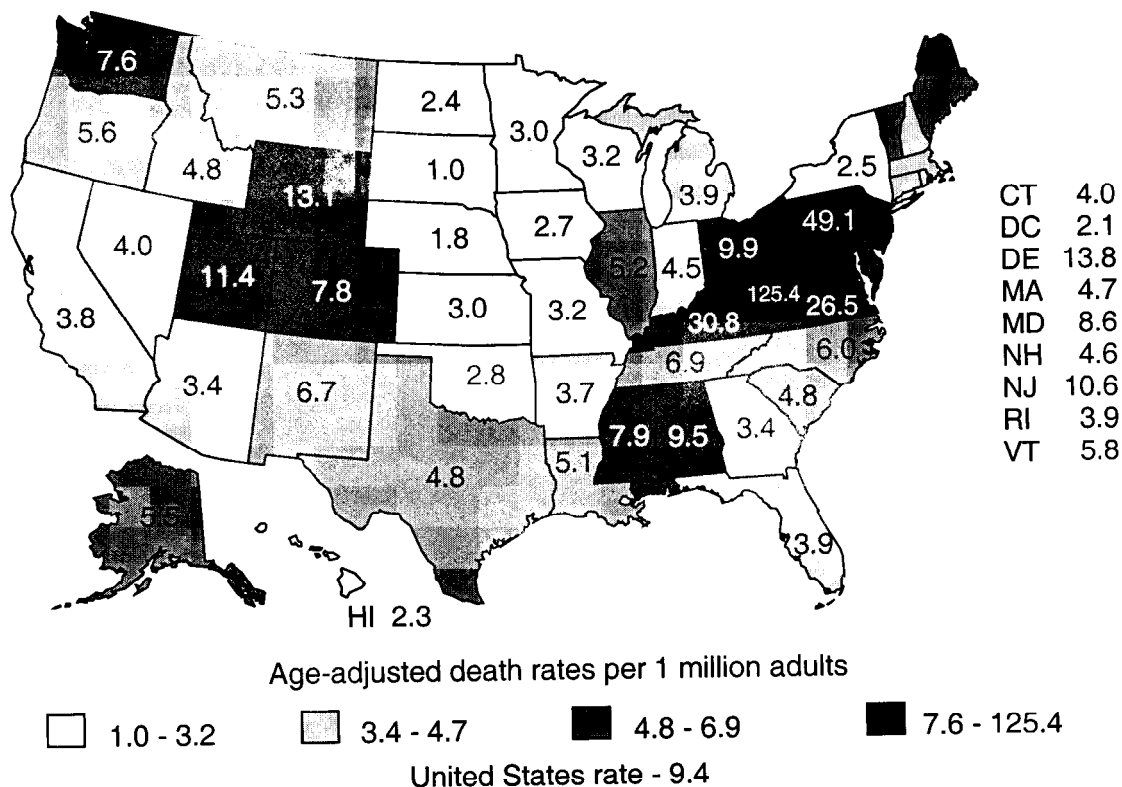 7.6
5.3
2.4
3.0
5.6
4.8
1.0
3.2
3.9
2.5
13.1
4.0
1.8
2.7
5.2
4.5
9.9
49.1
11.4
7.8
3.8
3.0
3.2
125.4
26.5
30.8
6.9
6.0
3.4
6.7
2.8
3.7
4.8
7.9
9.5
3.4
4.8
5.1
5.5
3.9
HI 2.3
CT 4.0
DC 2.1
DE 13.8
MA 4.7
MD 8.6
NH 4.6
NJ 10.6
RI 3.9
VT 5.8
Age-adjusted death rates per 1 million adults
1.0 - 3.2
3.4 - 4.7
4.8 - 6.9
7.6 - 125.4
United States rate - 9.4